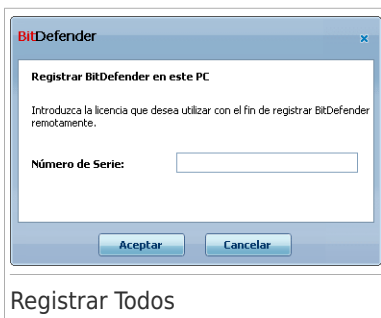 BitDefender
Registrar BitDefender en este PC
Introduzca la licencia que desea utilizar con el fin de registrar BitDefender
remotamente.
Número de Serie:
Aceptar Cancelar
Registrar Todos